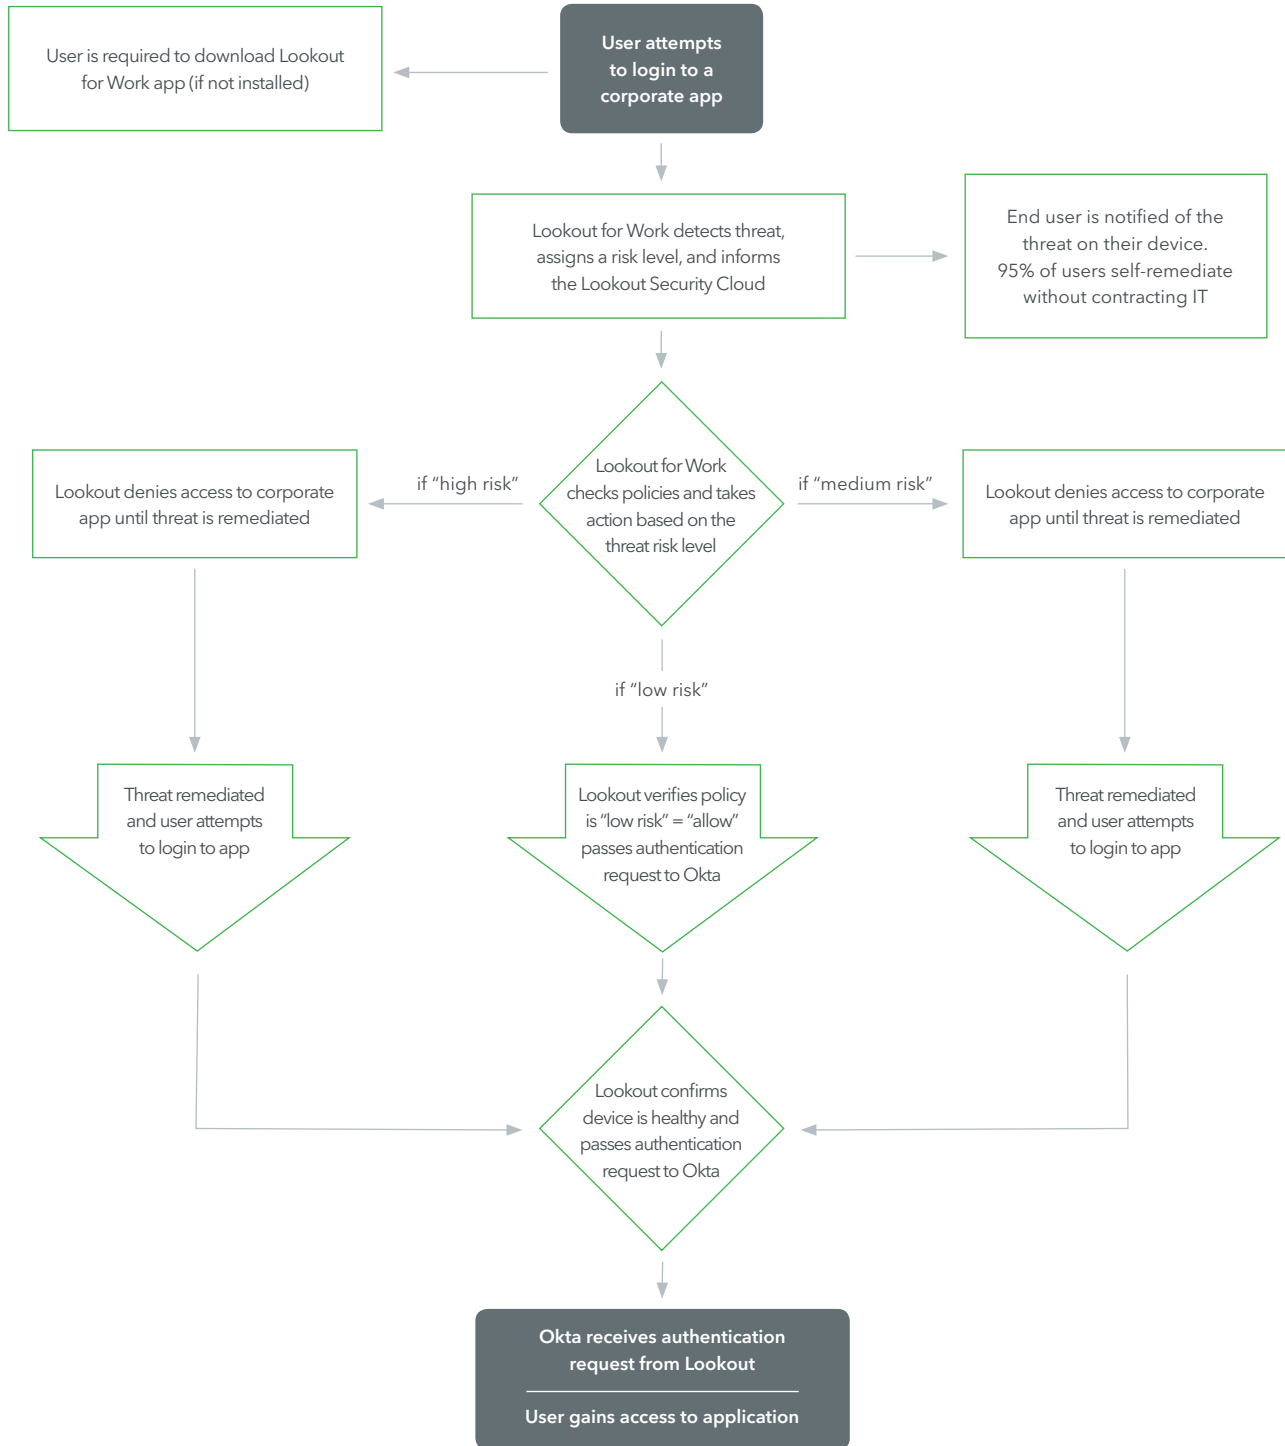 User is required to download Lookout
for Work app (if not installed)
User attempts
to login to a
corporate app
Lookout for Work detects threat,
assigns a risk level, and informs
the Lookout Security Cloud
End user is notified of the
threat on their device.
95% of users self-remediate
without contracting IT
Lookout denies access to corporate
app until threat is remediated
if “high risk”
Lookout for Work
checks policies and takes
action based on the
threat risk level
if “medium risk”
Lookout denies access to corporate
app until threat is remediated
if “low risk”
Threat remediated
and user attempts
to login to app
Lookout verifies policy
is “low risk” = “allow”
passes authentication
request to Okta
Threat remediated
and user attempts
to login to app
Lookout confirms
device is healthy and
passes authentication
request to Okta
Okta receives authentication
request from Lookout
User gains access to application